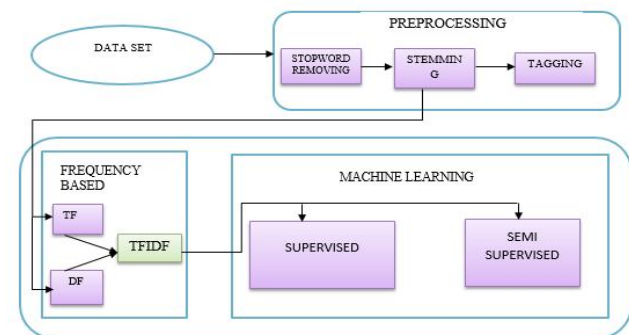 PREPROCESSING
DATA SET
STOPWORD
REMOVING
STEMMIN
G
TAGGING
FREQUENCY
BASED
MACHINE LEARNING
TF
TFIDF
DF
SUPERVISED
SEMI
SUPERVISED